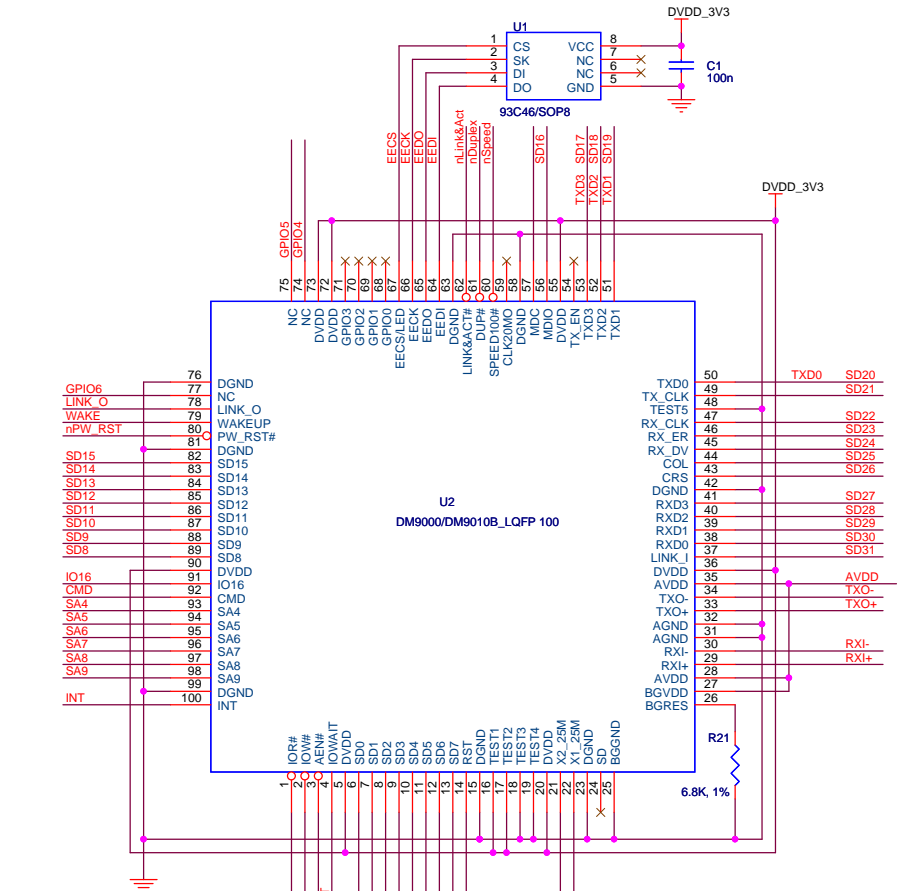 DVDD_3V3
U1
1 CS VCC 8
2 SK NC 7
3 DI NC 6
4 DO GND 5
C1
100n
93C46/SOP8
EECS
EECK
EEDO
EEDI
nLink&Act
nDuplex
nSpeed
SD16
TXD3 SD17
TXD2 SD18
TXD1 SD19
DVDD_3V3
GPIO5
GPIO4
75 NC
74 NC
73 DVDD
72 DVDD
71 GPIO3
70 GPIO2
69 GPIO1
68 GPIO0
67 EECS/LED
66 EECK
65 EEDO
64 EEDI
63 DGND
62 LINK&ACT#
61 DUP#
60 SPEED100#
59 CLK20MO
58 DGND
57 MDC
56 MDIO
55 DVDD
54 TX_EN
53 TXD3
52 TXD2
51 TXD1
76 DGND
GPIO6 77 NC
LINK_O 78 LINK_O
WAKE 79 WAKEUP
nPW_RST 80 PW_RST#
81 DGND
SD15 82 SD15
SD14 83 SD14
SD13 84 SD13
SD12 85 SD12
SD11 86 SD11
SD10 87 SD10
SD9 88 SD9
SD8 89 SD8
90 DVDD
IO16 91 IO16
CMD 92 CMD
SA4 93 SA4
SA5 94 SA5
SA6 95 SA6
SA7 96 SA7
SA8 97 SA8
SA9 98 SA9
99 DGND
INT 100 INT
U2
DM9000/DM9010B_LQFP 100
TXD0 50 TXD0 SD20
TX_CLK 49 SD21
TEST5 48
RX_CLK 47 SD22
RX_ER 46 SD23
RX_DV 45 SD24
COL 44 SD25
CRS 43 SD26
DGND 42
RXD3 41 SD27
RXD2 40 SD28
RXD1 39 SD29
RXD0 38 SD30
LINK_I 37 SD31
DVDD 36
AVDD 35 AVDD
TXO- 34 TXO-
TXO+ 33 TXO+
AGND 32
AGND 31
RXI- 30 RXI-
RXI+ 29 RXI+
AVDD 28
BGVDD 27
BGRES 26
R21
6.8K, 1%
IOR# 1
IOW# 2
AEN# 3
IOWAIT 4
DVDD 5
SD0 6
SD1 7
SD2 8
SD3 9
SD4 10
SD5 11
SD6 12
SD7 13
RST 14
DGND 15
TEST1 16
TEST2 17
TEST3 18
TEST4 19
DVDD 20
X2_25M 21
X1_25M 22
DGND 23
SD 24
BGGND 25